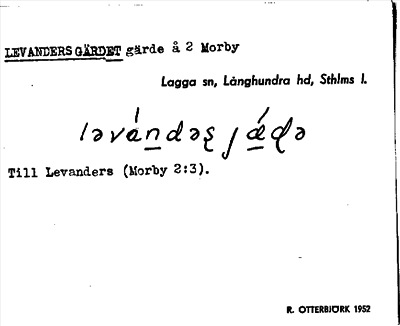 LEVANDERS GÄRDET gärde å 2 Morby
Lagga sn, Långhundra hd, Sthlms l.
Till Levanders (Morby 2:3).
R. OTTERBJÖRK 1952